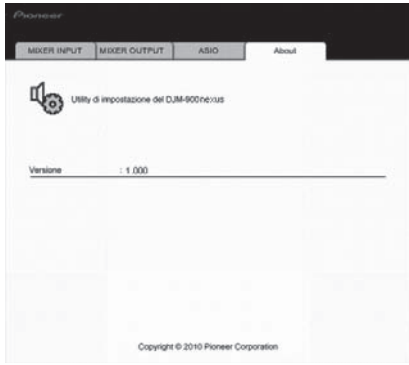 Pioneer
MIXER INPUT MIXER OUTPUT ASIO About
Utility di impostazione del DJM-900nexus
Versione : 1.000
Copyright © 2010 Pioneer Corporation